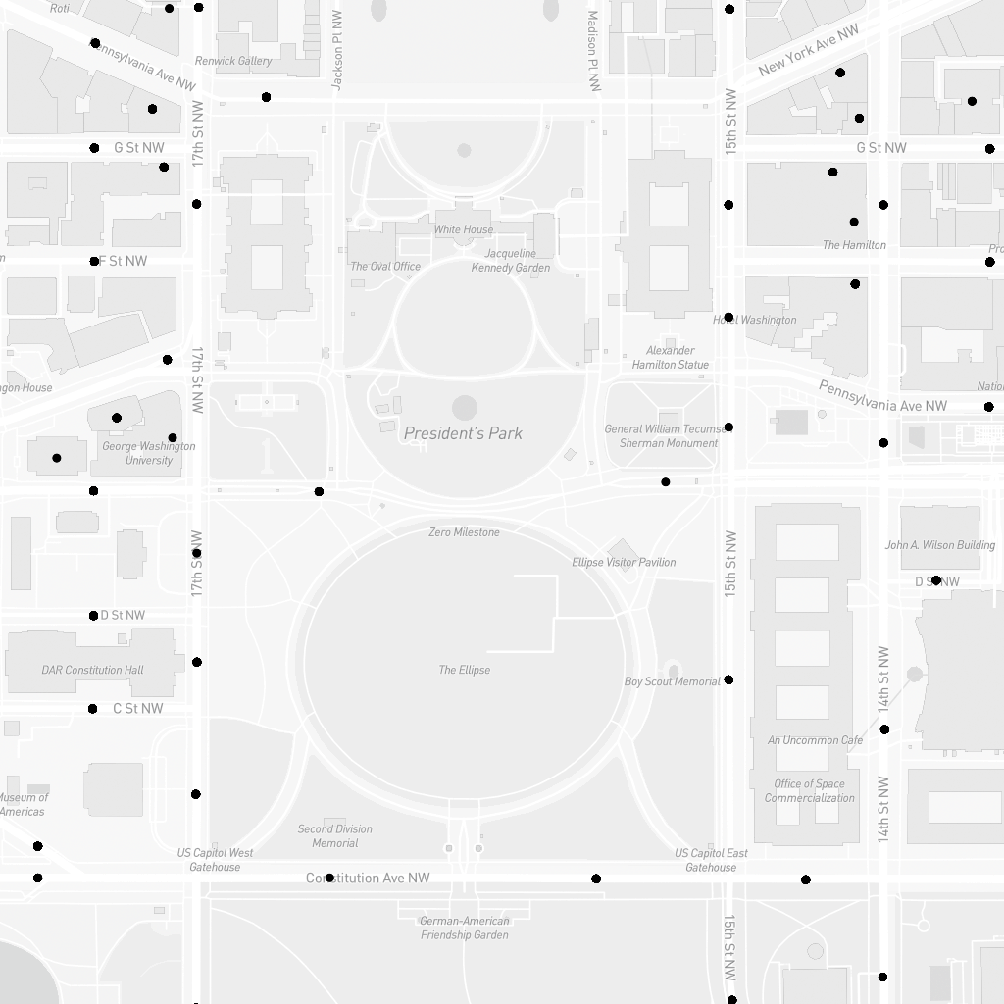 Roti
Pennsylvania Ave NW
Renwick Gallery
Jackson Pl NW
Madison Pl NW
New York Ave NW
17th St NW
15th St NW
G St NW
G St NW
White House
The Oval Office
Jacqueline
Kennedy Garden
The Hamilton
F St NW
Hotel Washington
Alexander
Hamilton Statue
17th St NW
Pennsylvania Ave NW
President's Park
General William Tecumseh
Sherman Monument
George Washington
University
Zero Milestone
Ellipse Visitor Pavilion
John A. Wilson Building
17th St NW
15th St NW
D St NW
D St NW
DAR Constitution Hall
The Ellipse
Boy Scout Memorial
14th St NW
C St NW
An Uncommon Cafe
Office of Space
Commercialization
14th St NW
Museum of
Americas
Second Division
Memorial
US Capitol West
Gatehouse
US Capitol East
Gatehouse
Constitution Ave NW
German-American
Friendship Garden
15th St NW